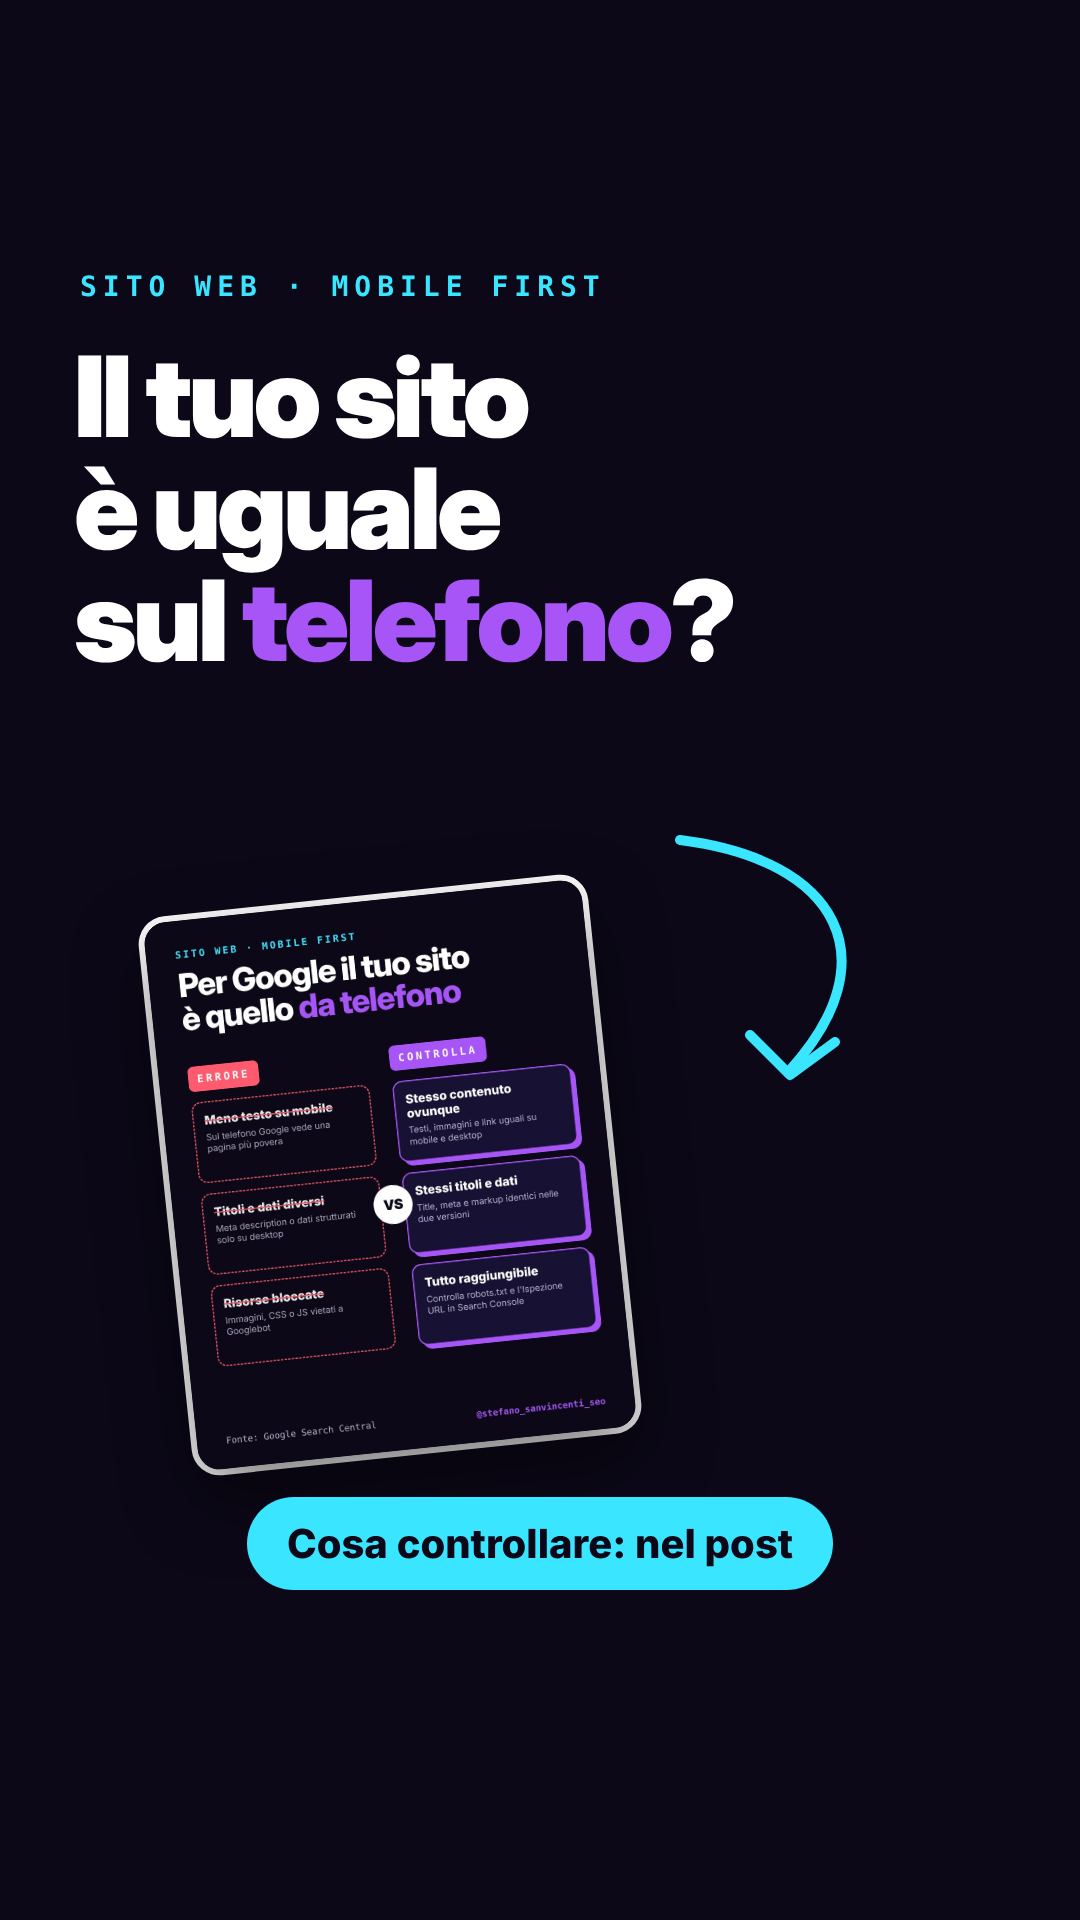 SITO WEB · MOBILE FIRST
Il tuo sito
è uguale
sul telefono?
SITO WEB · MOBILE FIRST
Per Google il tuo sito
è quello da telefono
ERRORE
Meno testo su mobile
Sul telefono Google vede una
pagina più povera
Titoli e dati diversi
Meta description o dati strutturati
solo su desktop
Risorse bloccate
Immagini, CSS o JS vietati a
Googlebot
VS
CONTROLLA
Stesso contenuto
ovunque
Testi, immagini e link uguali su
mobile e desktop
Stessi titoli e dati
Title, meta e markup identici nelle
due versioni
Tutto raggiungibile
Controlla robots.txt e l'Ispezione
URL in Search Console
Fonte: Google Search Central
@stefano_sanvincenti_seo
Cosa controllare: nel post